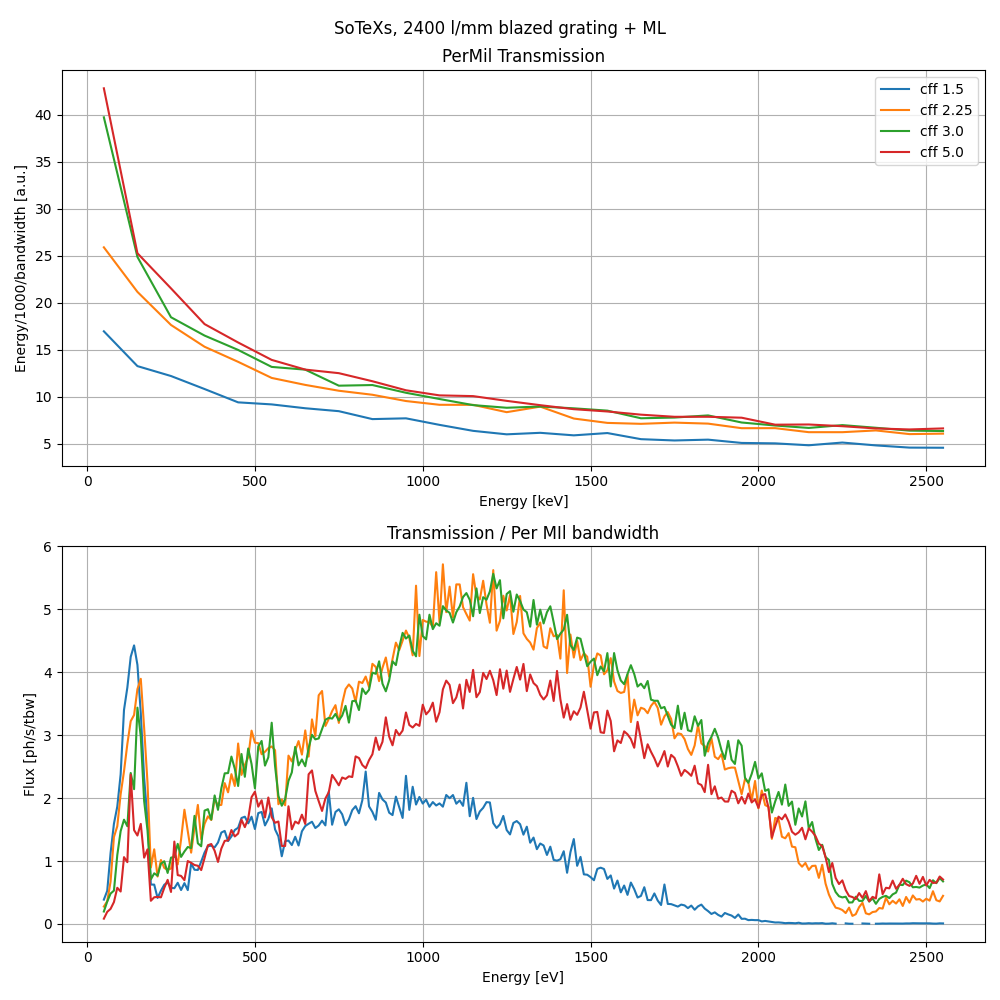 SoTeXs, 2400 l/mm blazed grating + ML
PerMil Transmission
cff 1.5
cff 2.25
cff 3.0
cff 5.0
Energy/1000/bandwidth [a.u.]
40
35
30
25
20
15
10
5
0 500 1000 1500 2000 2500
Energy [keV]
Transmission / Per MIl bandwidth
Flux [ph/s/tbw]
6
5
4
3
2
1
0
0 500 1000 1500 2000 2500
Energy [eV]